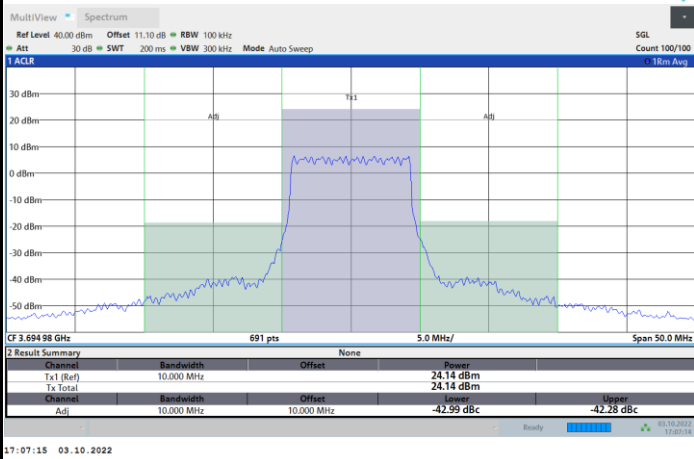 MultiView Spectrum
Ref Level 40.00 dBm Offset 11.10 dB RBW 100 kHz SGL
Att 30 dB SWT 200 ms VBW 300 kHz Mode Auto Sweep Count 100/100
1 ACLR 1Rm Avg
30 dBm
Tx1
20 dBm
Adj Adj
10 dBm
0 dBm
-10 dBm
-20 dBm
-30 dBm
-40 dBm
-50 dBm
CF 3.694 98 GHz 691 pts 5.0 MHz/ Span 50.0 MHz
2 Result Summary None
Channel Bandwidth Offset Power
Tx1 (Ref) 10.000 MHz 24.14 dBm
Tx Total 24.14 dBm
Channel Bandwidth Offset Lower Upper
Adj 10.000 MHz 10.000 MHz -42.99 dBc -42.28 dBc
Ready 03.10.2022
17:07:14
17:07:15 03.10.2022